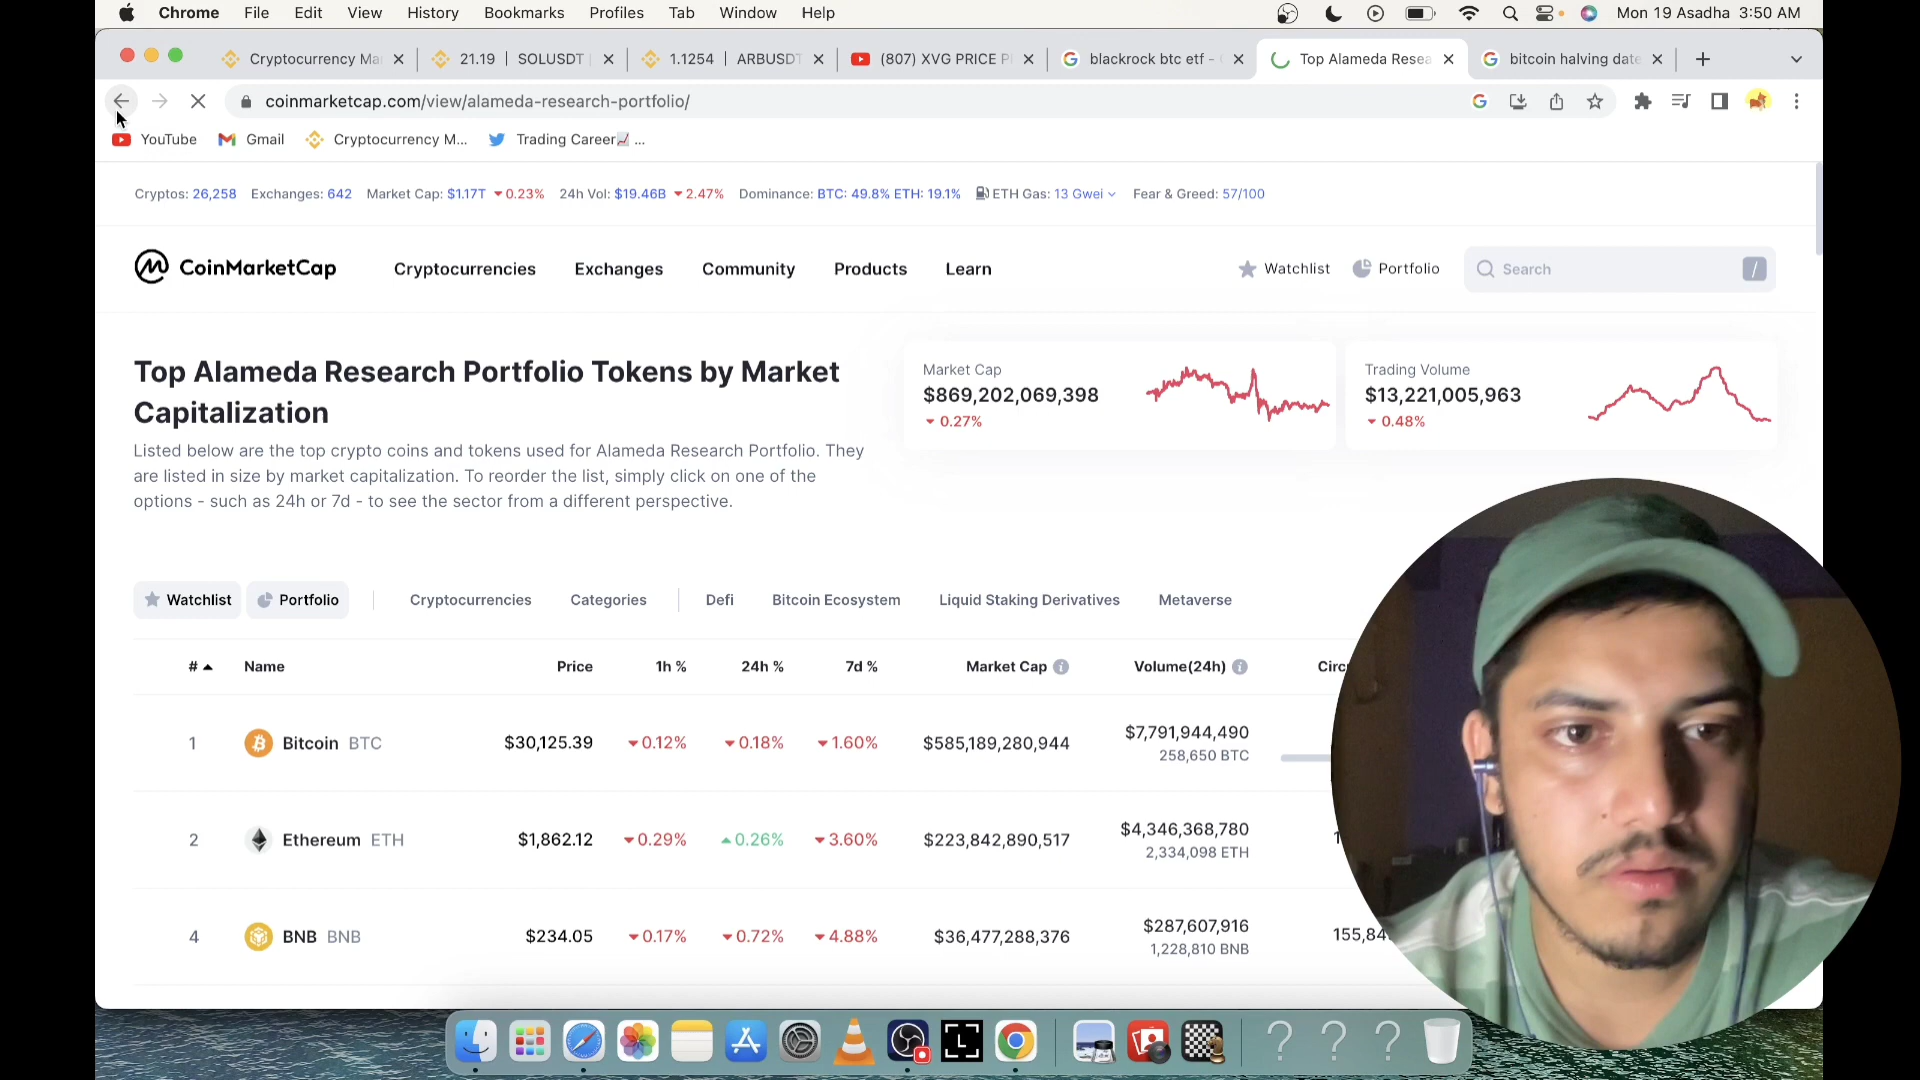 Chrome File Edit View History Bookmarks Profiles Tab Window Help Mon 19 Asadha 3:50 AM
Cryptocurrency Ma 21.19 | SOLUSDT 1.1254 | ARBUSDT (807) XVG PRICE P blackrock btc etf - Top Alameda Resea bitcoin halving date
coinmarketcap.com/view/alameda-research-portfolio/
YouTube Gmail Cryptocurrency M... Trading Career📈 ...
Cryptos: 26,258 Exchanges: 642 Market Cap: $1.17T 0.23% 24h Vol: $19.46B 2.47% Dominance: BTC: 49.8% ETH: 19.1% ETH Gas: 13 Gwei Fear & Greed: 57/100
CoinMarketCap Cryptocurrencies Exchanges Community Products Learn Watchlist Portfolio Search /
Top Alameda Research Portfolio Tokens by Market
Capitalization
Listed below are the top crypto coins and tokens used for Alameda Research Portfolio. They
are listed in size by market capitalization. To reorder the list, simply click on one of the
options - such as 24h or 7d - to see the sector from a different perspective.
Market Cap
$869,202,069,398
0.27%
Trading Volume
$13,221,005,963
0.48%
Watchlist Portfolio Cryptocurrencies Categories Defi Bitcoin Ecosystem Liquid Staking Derivatives Metaverse
# Name Price 1h % 24h % 7d % Market Cap Volume(24h) Circ
1 Bitcoin BTC $30,125.39 0.12% 0.18% 1.60% $585,189,280,944 $7,791,944,490
258,650 BTC
2 Ethereum ETH $1,862.12 0.29% 0.26% 3.60% $223,842,890,517 $4,346,368,780
2,334,098 ETH
4 BNB BNB $234.05 0.17% 0.72% 4.88% $36,477,288,376 $287,607,916 155,84
1,228,810 BNB